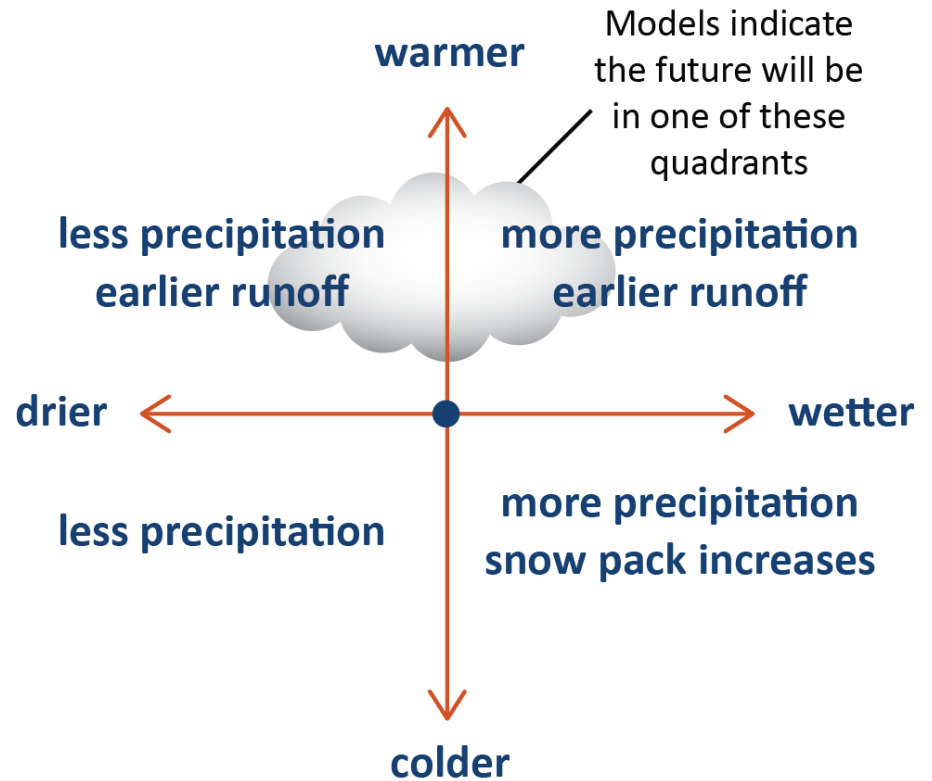 warmer
Models indicate
the future will be
in one of these
quadrants
less precipitation
earlier runoff
more precipitation
earlier runoff
drier
wetter
less precipitation
more precipitation
snow pack increases
colder